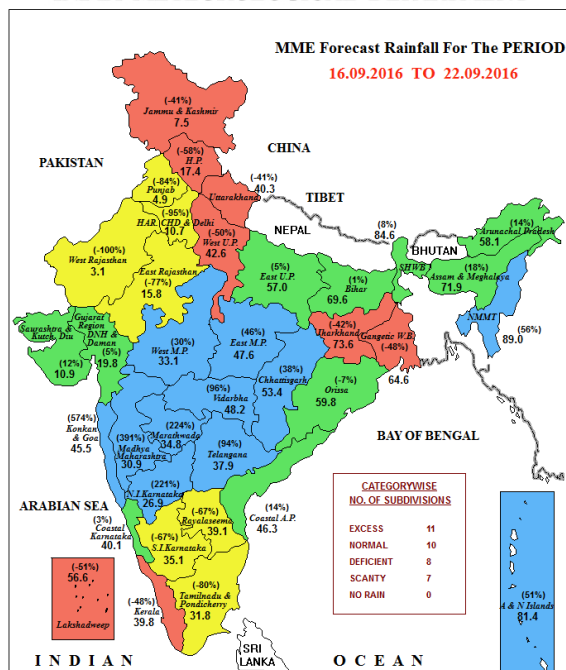 MME Forecast Rainfall For The PERIOD
16.09.2016 TO 22.09.2016
(-41%)
Jammu & Kashmir
7.5
(-58%)
H.P.
17.4
CHINA
PAKISTAN
(-84%)
Punjab
4.9
(-41%)
40.3
Uttarakhand
TIBET
(-95%)
HAR. CHD & Delhi
10.7
(-50%)
West U.P.
42.6
NEPAL
(8%)
84.6
BHUTAN
(14%)
Arunachal Pradesh
58.1
(-100%)
West Rajasthan
3.1
East Rajasthan
(-77%)
15.8
(5%)
East U.P.
57.0
(1%)
Bihar
69.6
SHWB
(18%)
Assam & Meghalaya
71.9
NMMT
(56%)
89.0
Saurashtra &
Kutch, Diu
(12%)
10.9
Gujarat
Region
DNH &
Daman
(5%)
19.8
(30%)
West M.P.
33.1
(46%)
East M.P.
47.6
(-42%)
Jharkhand
73.6
Gangetic W.B.
(-48%)
64.6
(38%)
Chhattisgarh
53.4
(-7%)
Orissa
59.8
(96%)
Vidarbha
48.2
(574%)
Konkan
& Goa
45.5
(391%)
Madhya
Maharashtra
30.9
(224%)
Marathwada
34.8
(94%)
Telangana
37.9
BAY OF BENGAL
(221%)
N.I.Karnataka
26.9
ARABIAN SEA
(3%)
Coastal
Karnataka
40.1
(-67%)
Rayalaseema
39.1
(14%)
Coastal A.P.
46.3
(-67%)
S.I.Karnataka
35.1
(-51%)
56.6
Lakshadweep
(-48%)
Kerala
39.8
(-80%)
Tamilnadu &
Pondicherry
31.8
CATEGORYWISE
NO. OF SUBDIVISIONS
EXCESS 11
NORMAL 10
DEFICIENT 8
SCANTY 7
NO RAIN 0
(51%)
A & N Islands
81.4
SRI
LANKA
INDIAN OCEAN